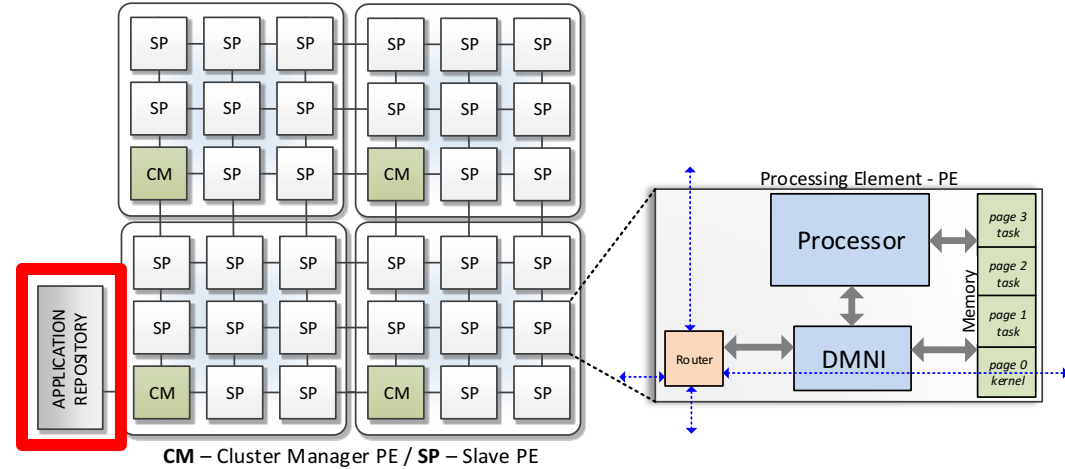 SP SP SP SP SP SP
SP SP SP SP SP SP
CM SP SP CM SP SP
SP SP SP SP SP SP
SP SP SP SP SP SP
CM SP SP CM SP SP
APPLICATION
REPOSITORY
CM – Cluster Manager PE / SP – Slave PE
Processing Element - PE
Processor
DMNI
Router
Memory
page 3
task
page 2
task
page 1
task
page 0
kernel